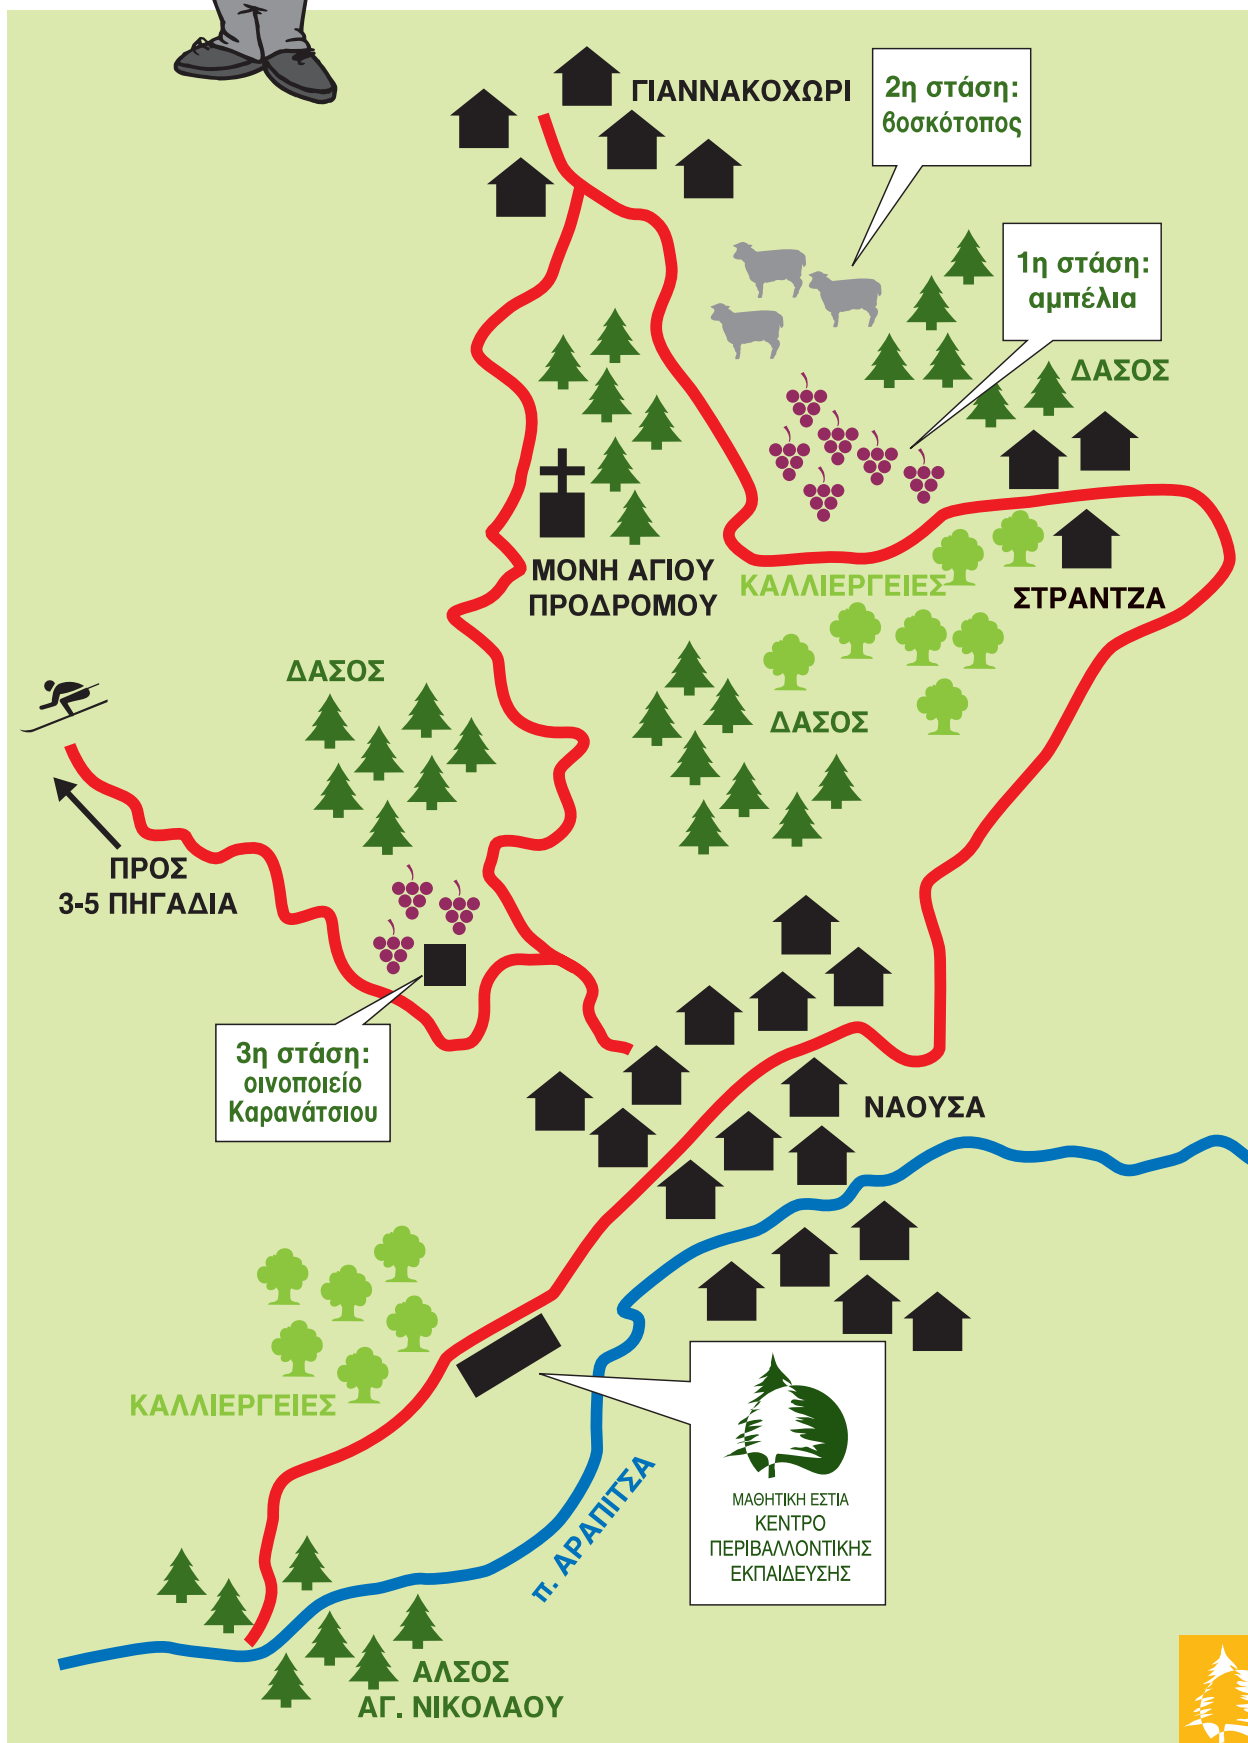 ΓΙΑΝΝΑΚΟΧΩΡΙ
2η στάση:
βοσκότοπος
1η στάση:
αμπέλια
ΔΑΣΟΣ
ΜΟΝΗ ΑΓΙΟΥ
ΠΡΟΔΡΟΜΟΥ
ΚΑΛΛΙΕΡΓΕΙΕΣ
ΣΤΡΑΝΤΖΑ
ΔΑΣΟΣ
ΔΑΣΟΣ
ΠΡΟΣ
3-5 ΠΗΓΑΔΙΑ
3η στάση:
οινοποιείο
Καρανάτσιου
ΝΑΟΥΣΑ
ΚΑΛΛΙΕΡΓΕΙΕΣ
π. ΑΡΑΠΙΤΣΑ
ΜΑΘΗΤΙΚΗ ΕΣΤΙΑ
ΚΕΝΤΡΟ
ΠΕΡΙΒΑΛΛΟΝΤΙΚΗΣ
ΕΚΠΑΙΔΕΥΣΗΣ
ΑΛΣΟΣ
ΑΓ. ΝΙΚΟΛΑΟΥ